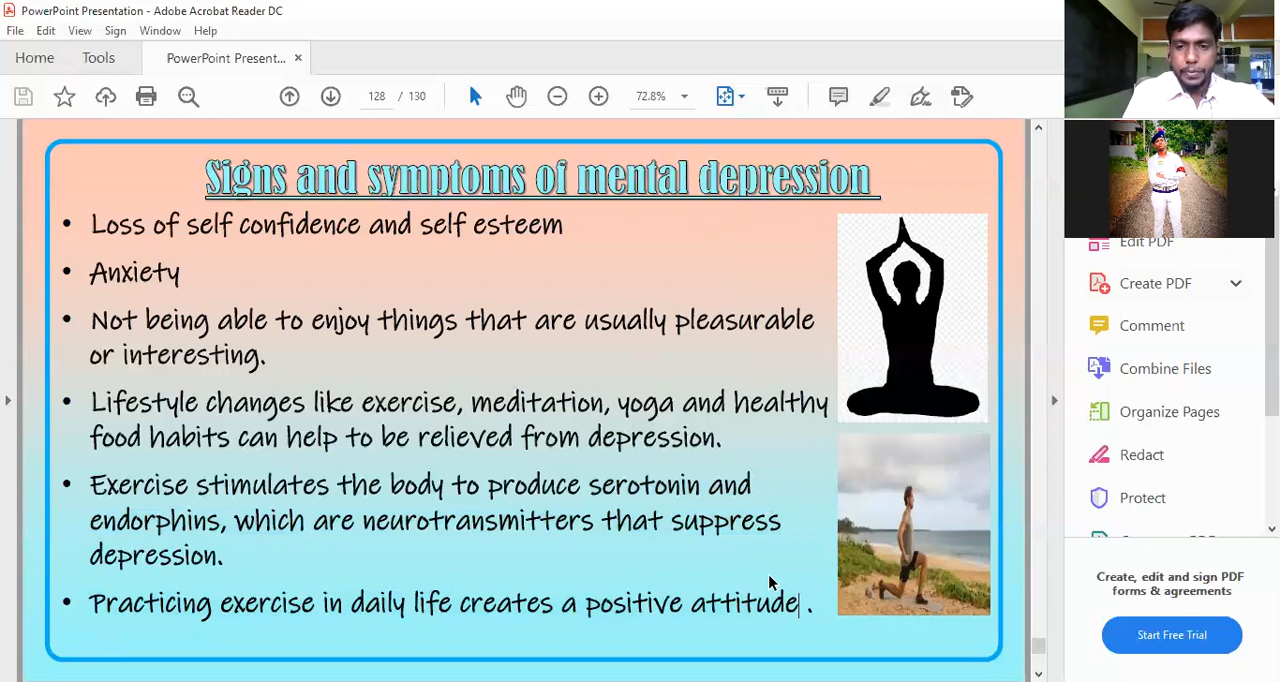 PowerPoint Presentation - Adobe Acrobat Reader DC
File Edit View Sign Window Help
Home Tools PowerPoint Present... ×
128 / 130 72.8%
Signs and symptoms of mental depression
• Loss of self confidence and self esteem
• Anxiety
• Not being able to enjoy things that are usually pleasurable
or interesting.
• Lifestyle changes like exercise, meditation, yoga and healthy
food habits can help to be relieved from depression.
• Exercise stimulates the body to produce serotonin and
endorphins, which are neurotransmitters that suppress
depression.
• Practicing exercise in daily life creates a positive attitude .
Edit PDF
Create PDF
Comment
Combine Files
Organize Pages
Redact
Protect
Create, edit and sign PDF
forms & agreements
Start Free Trial